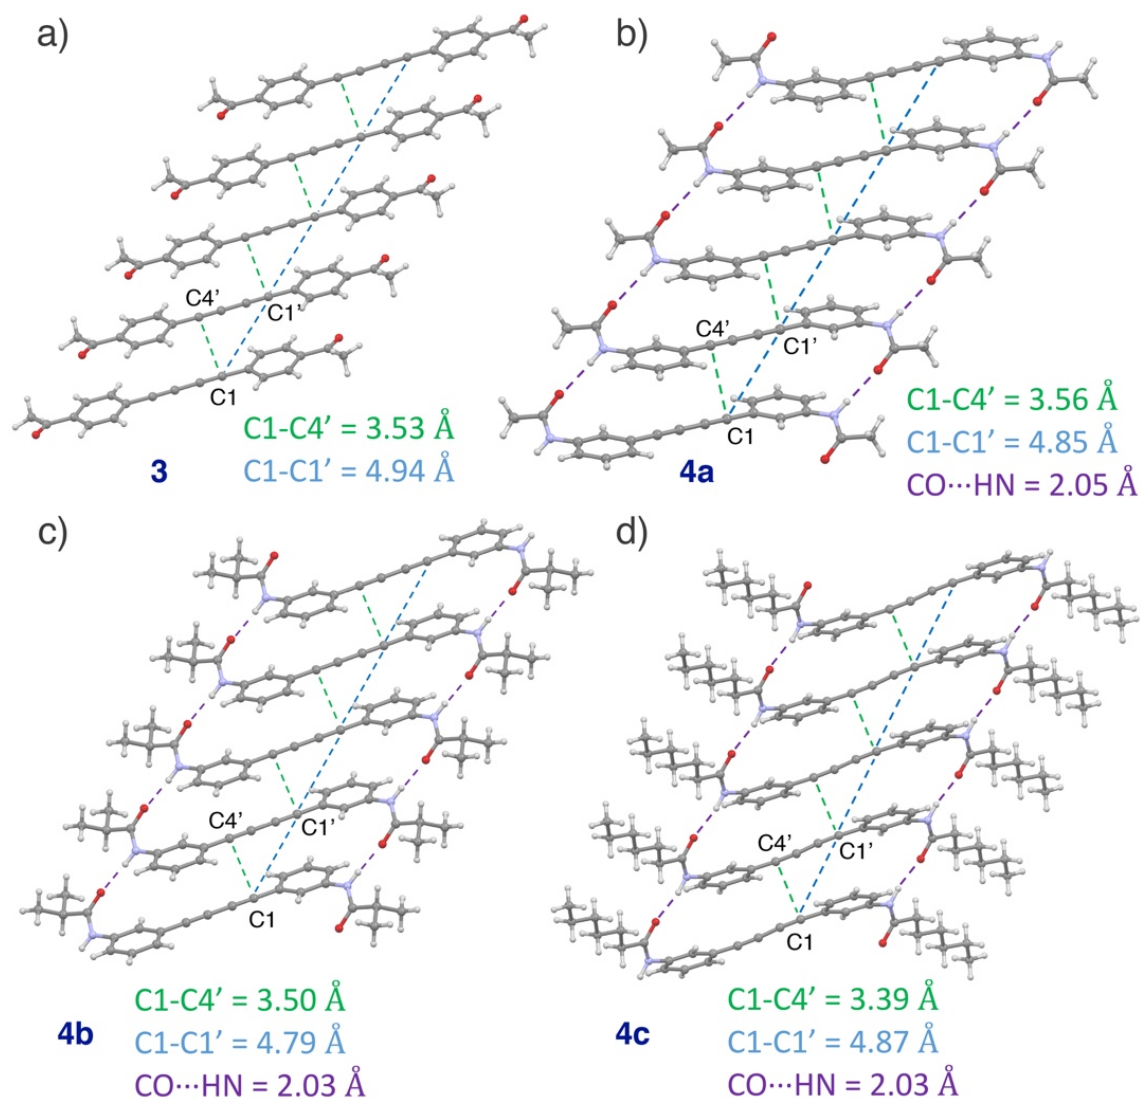 a)
C4’
C1’
C1
C1-C4’ = 3.53 Å
C1-C1’ = 4.94 Å
3
b)
C4’
C1’
C1
C1-C4’ = 3.56 Å
C1-C1’ = 4.85 Å
CO···HN = 2.05 Å
4a
c)
C4’
C1’
C1
C1-C4’ = 3.50 Å
C1-C1’ = 4.79 Å
CO···HN = 2.03 Å
4b
d)
C4’
C1’
C1
C1-C4’ = 3.39 Å
C1-C1’ = 4.87 Å
CO···HN = 2.03 Å
4c